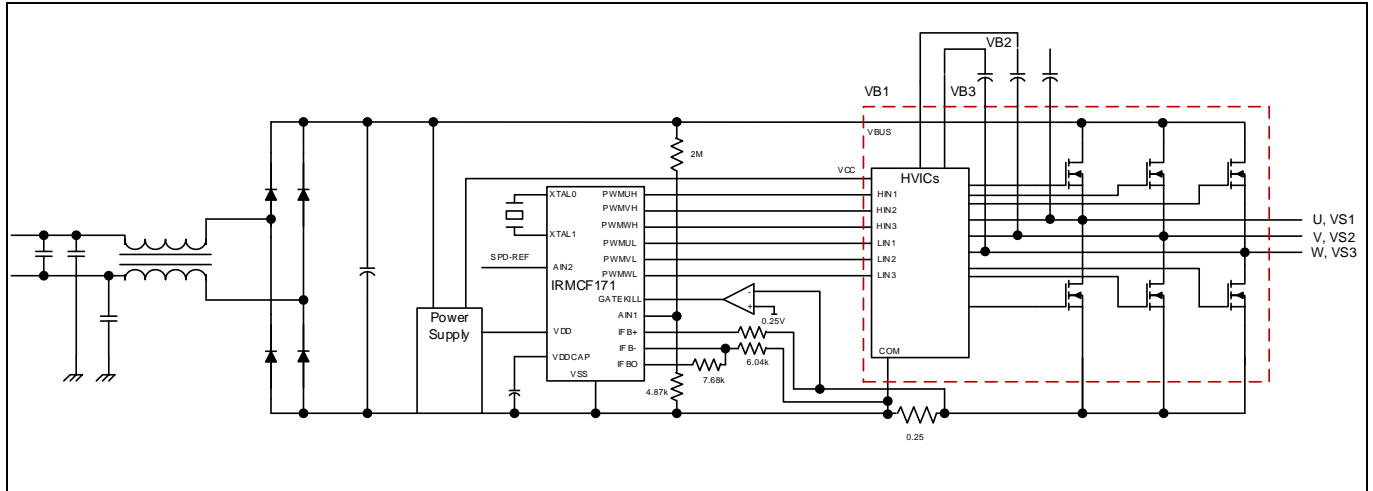 VB2
VB1
VB3
VBUS
2M
VCC
HVICs
XTAL0
PWMUH
HIN1
PWMVH
HIN2
U, VS1
PWMWH
HIN3
V, VS2
XTAL1
PWMUL
LIN1
W, VS3
SPD-REF
PWMVL
LIN2
AIN2
PWMWL
LIN3
IRMCF171
GATEKILL
-
+
0.25V
Power
Supply
AIN1
VDD
IFB+
IFB-
COM
VDDCAP
6.04k
IFBO
VSS
7.68k
4.87k
0.25